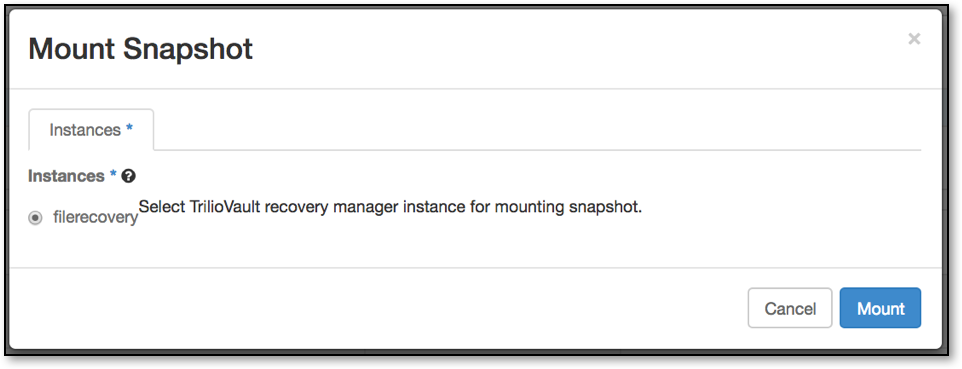 Mount Snapshot
×
Instances *
Instances * ?
filerecovery Select TrilioVault recovery manager instance for mounting snapshot.
Cancel Mount